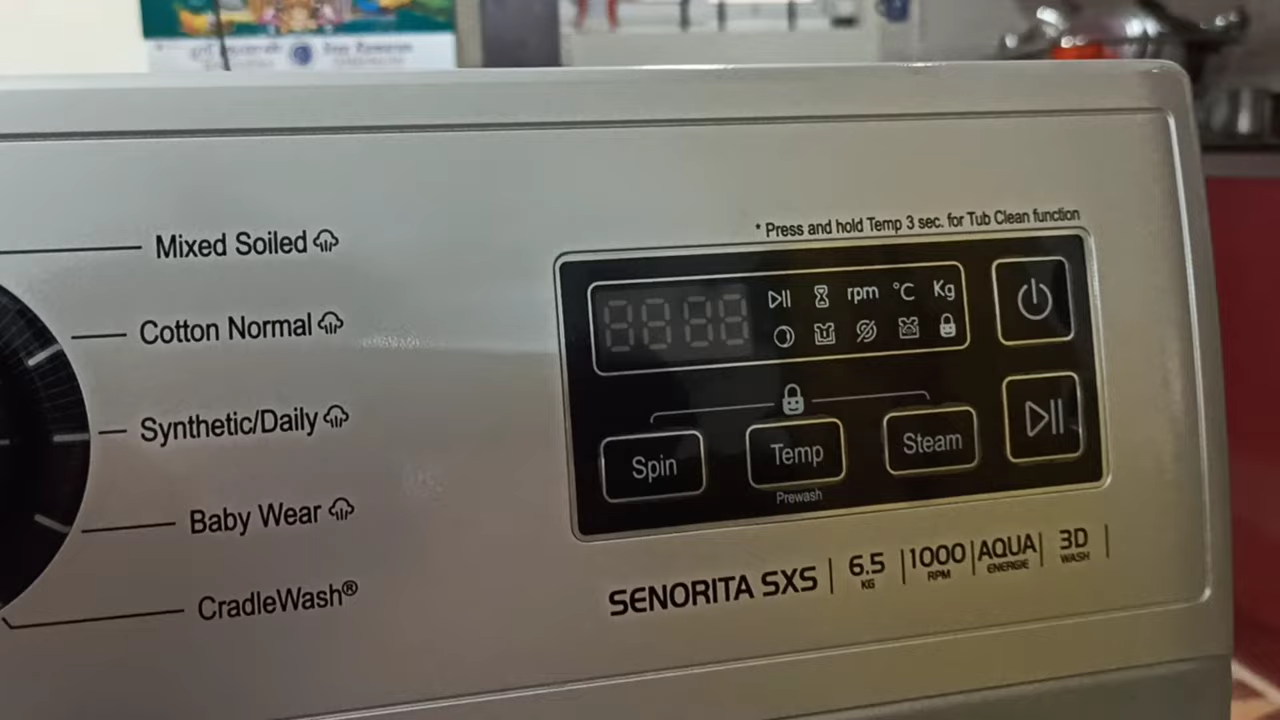 * Press and hold Temp 3 sec. for Tub Clean function
Mixed Soiled
Cotton Normal
Synthetic/Daily
Baby Wear
CradleWash®
rpm °C Kg
Spin Temp Steam
Prewash
SENORITA SXS | 6.5 KG | 1000 RPM | AQUA ENERGIE | 3D WASH |